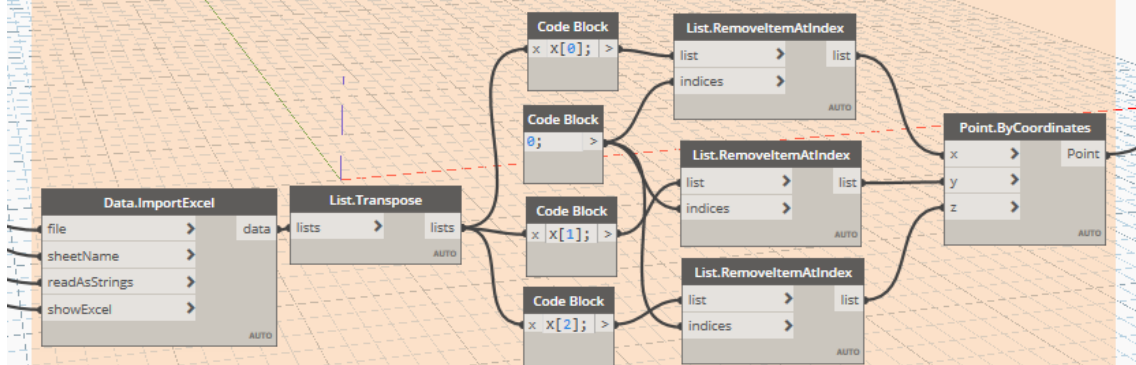 Data.ImportExcel
file > data
sheetName >
readAsStrings >
showExcel >
AUTO
List.Transpose
lists > lists
AUTO
Code Block
x x[0]; >
Code Block
0; >
Code Block
x x[1]; >
Code Block
x x[2]; >
List.RemoveItemAtIndex
list > list
indices >
AUTO
List.RemoveItemAtIndex
list > list
indices >
AUTO
List.RemoveItemAtIndex
list > list
indices >
AUTO
Point.ByCoordinates
x > Point
y >
z >
AUTO